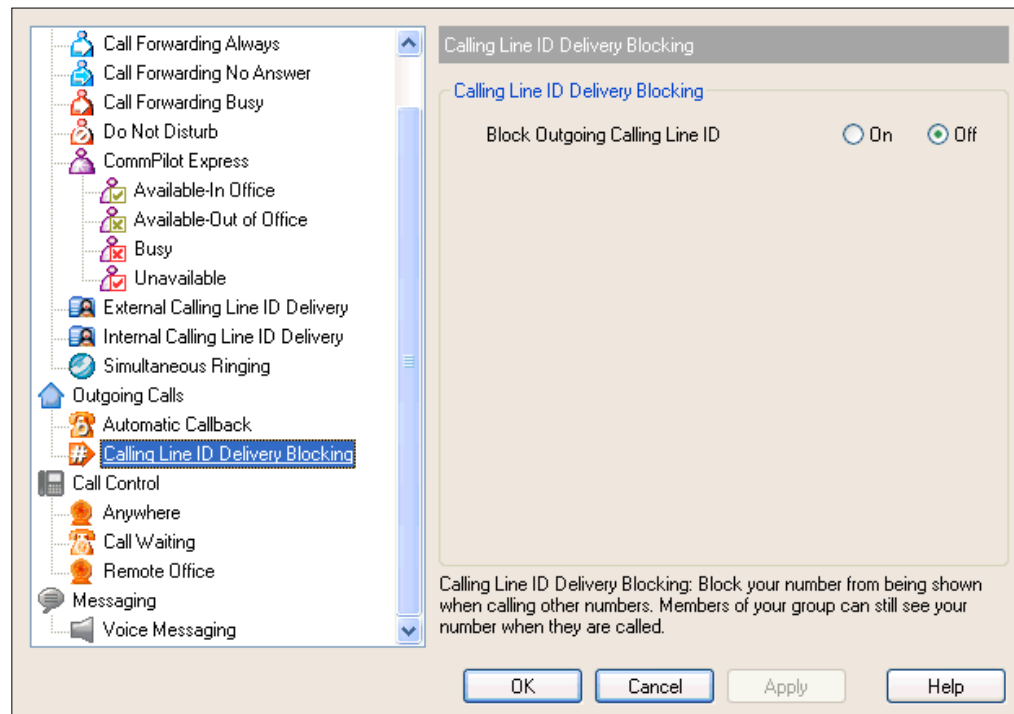 Call Forwarding Always
Call Forwarding No Answer
Call Forwarding Busy
Do Not Disturb
CommPilot Express
Available-In Office
Available-Out of Office
Busy
Unavailable
External Calling Line ID Delivery
Internal Calling Line ID Delivery
Simultaneous Ringing
Outgoing Calls
Automatic Callback
Calling Line ID Delivery Blocking
Call Control
Anywhere
Call Waiting
Remote Office
Messaging
Voice Messaging
Calling Line ID Delivery Blocking
Calling Line ID Delivery Blocking
Block Outgoing Calling Line ID On Off
Calling Line ID Delivery Blocking: Block your number from being shown
when calling other numbers. Members of your group can still see your
number when they are called.
OK Cancel Apply Help